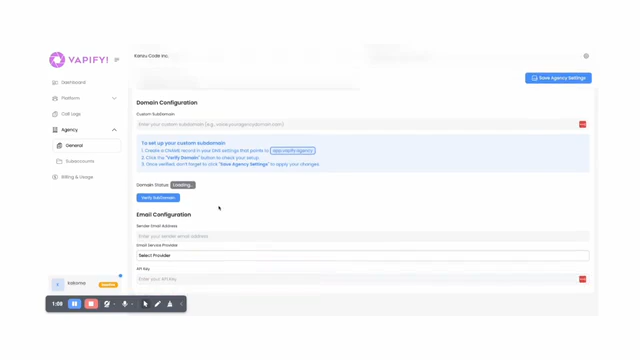 VAPIFY!
Kanzu Code Inc.
Save Agency Settings
Dashboard
Platform
Call Logs
Agency
General
Subaccounts
Billing & Usage
Domain Configuration
Custom SubDomain
Enter your custom subdomain (e.g., voice.youragencydomain.com)
To set up your custom subdomain
1. Create a CNAME record in your DNS settings that points to app.vapify.agency
2. Click the "Verify Domain" button to check your setup
3. Once verified, don't forget to click "Save Agency Settings" to apply your changes.
Domain Status: Loading...
Verify SubDomain
Email Configuration
Sender Email Address
Enter your sender email address
Email Service Provider
Select Provider
API Key
Enter your API Key
1:08